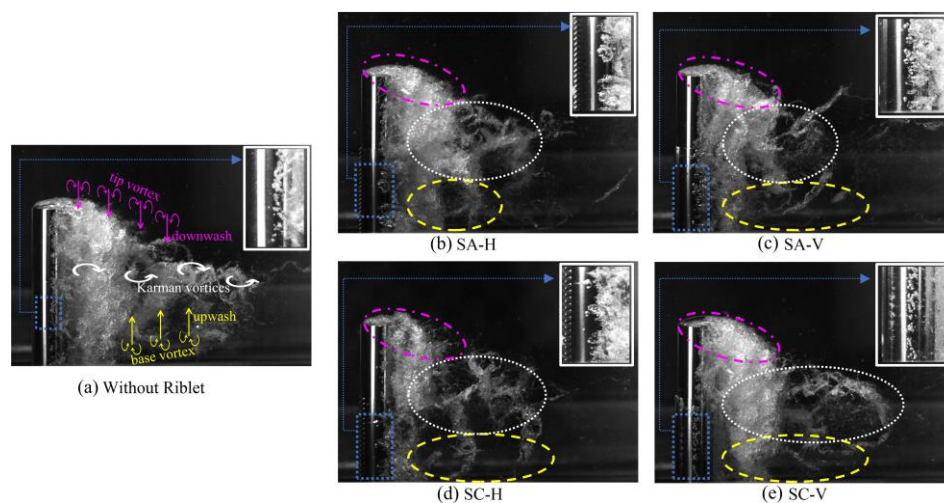 tip vortex
downwash
Karman vortices
upwash
base vortex
(a) Without Riblet
(b) SA-H
(c) SA-V
(d) SC-H
(e) SC-V